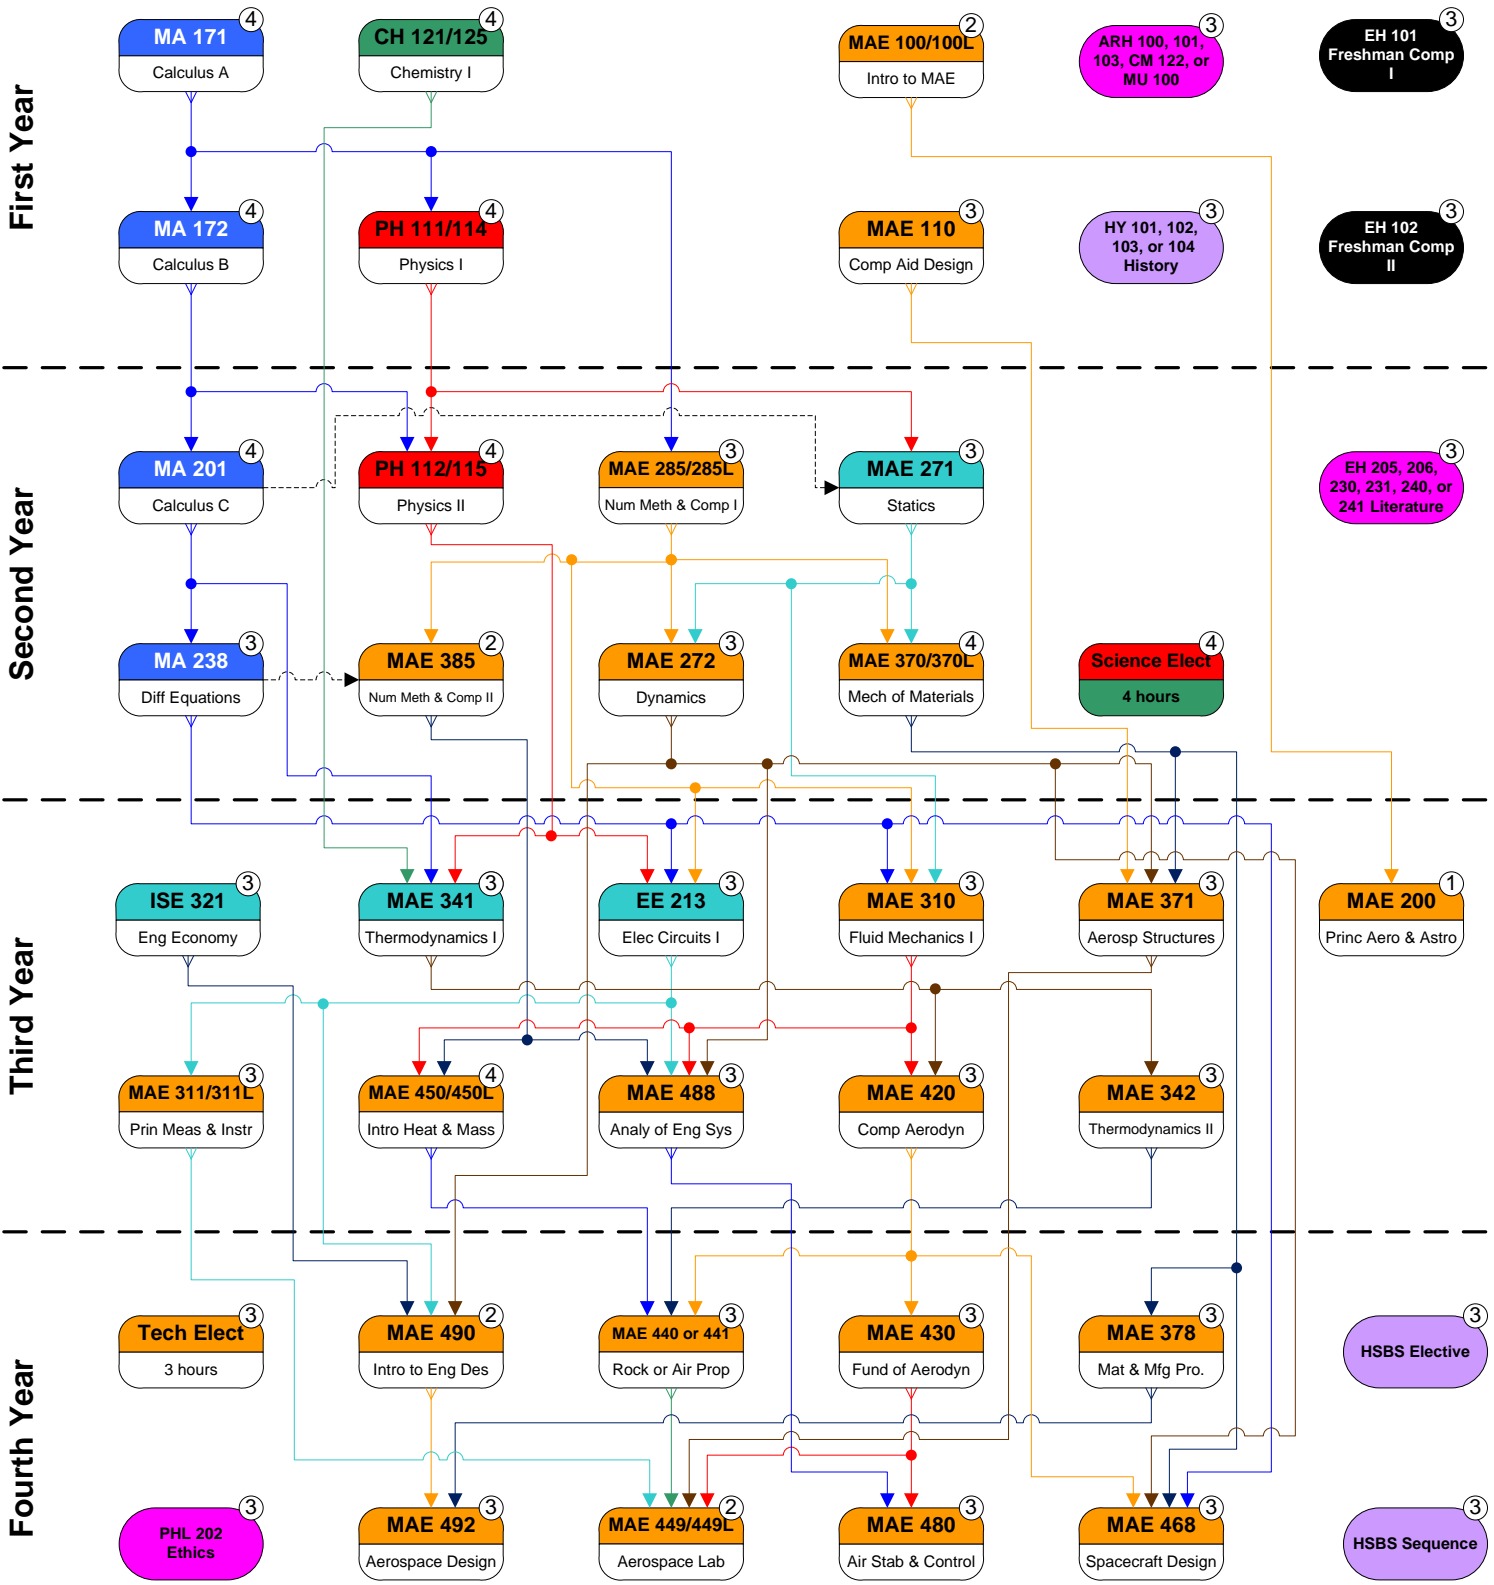 First Year
MA 171
4
Calculus A
CH 121/125
4
Chemistry I
MAE 100/100L
2
Intro to MAE
ARH 100, 101,
103, CM 122, or
MU 100
3
EH 101
Freshman Comp
I
3
MA 172
4
Calculus B
PH 111/114
4
Physics I
MAE 110
3
Comp Aid Design
HY 101, 102,
103, or 104
History
3
EH 102
Freshman Comp
II
3
Second Year
MA 201
4
Calculus C
PH 112/115
4
Physics II
MAE 285/285L
3
Num Meth & Comp I
MAE 271
3
Statics
EH 205, 206,
230, 231, 240, or
241 Literature
3
MA 238
3
Diff Equations
MAE 385
2
Num Meth & Comp II
MAE 272
3
Dynamics
MAE 370/370L
4
Mech of Materials
Science Elect
4
4 hours
Third Year
ISE 321
3
Eng Economy
MAE 341
3
Thermodynamics I
EE 213
3
Elec Circuits I
MAE 310
3
Fluid Mechanics I
MAE 371
3
Aerosp Structures
MAE 200
1
Princ Aero & Astro
MAE 311/311L
3
Prin Meas & Instr
MAE 450/450L
4
Intro Heat & Mass
MAE 488
3
Analy of Eng Sys
MAE 420
3
Comp Aerodyn
MAE 342
3
Thermodynamics II
Fourth Year
Tech Elect
3
3 hours
MAE 490
2
Intro to Eng Des
MAE 440 or 441
3
Rock or Air Prop
MAE 430
3
Fund of Aerodyn
MAE 378
3
Mat & Mfg Pro.
HSBS Elective
3
PHL 202
Ethics
3
MAE 492
3
Aerospace Design
MAE 449/449L
2
Aerospace Lab
MAE 480
3
Air Stab & Control
MAE 468
3
Spacecraft Design
HSBS Sequence
3